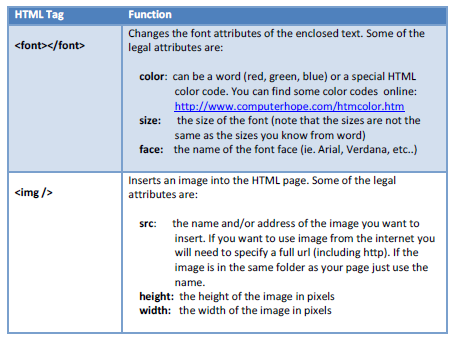 HTML Tag Function
<font></font>
Changes the font attributes of the enclosed text. Some of the
legal attributes are:
color: can be a word (red, green, blue) or a special HTML
color code. You can find some color codes online:
http://www.computerhope.com/htmcolor.htm
size: the size of the font (note that the sizes are not the
same as the sizes you know from word)
face: the name of the font face (ie. Arial, Verdana, etc..)
<img />
Inserts an image into the HTML page. Some of the legal
attributes are:
src: the name and/or address of the image you want to
insert. If you want to use image from the internet you
will need to specify a full url (including http). If the
image is in the same folder as your page just use the
name.
height: the height of the image in pixels
width: the width of the image in pixels